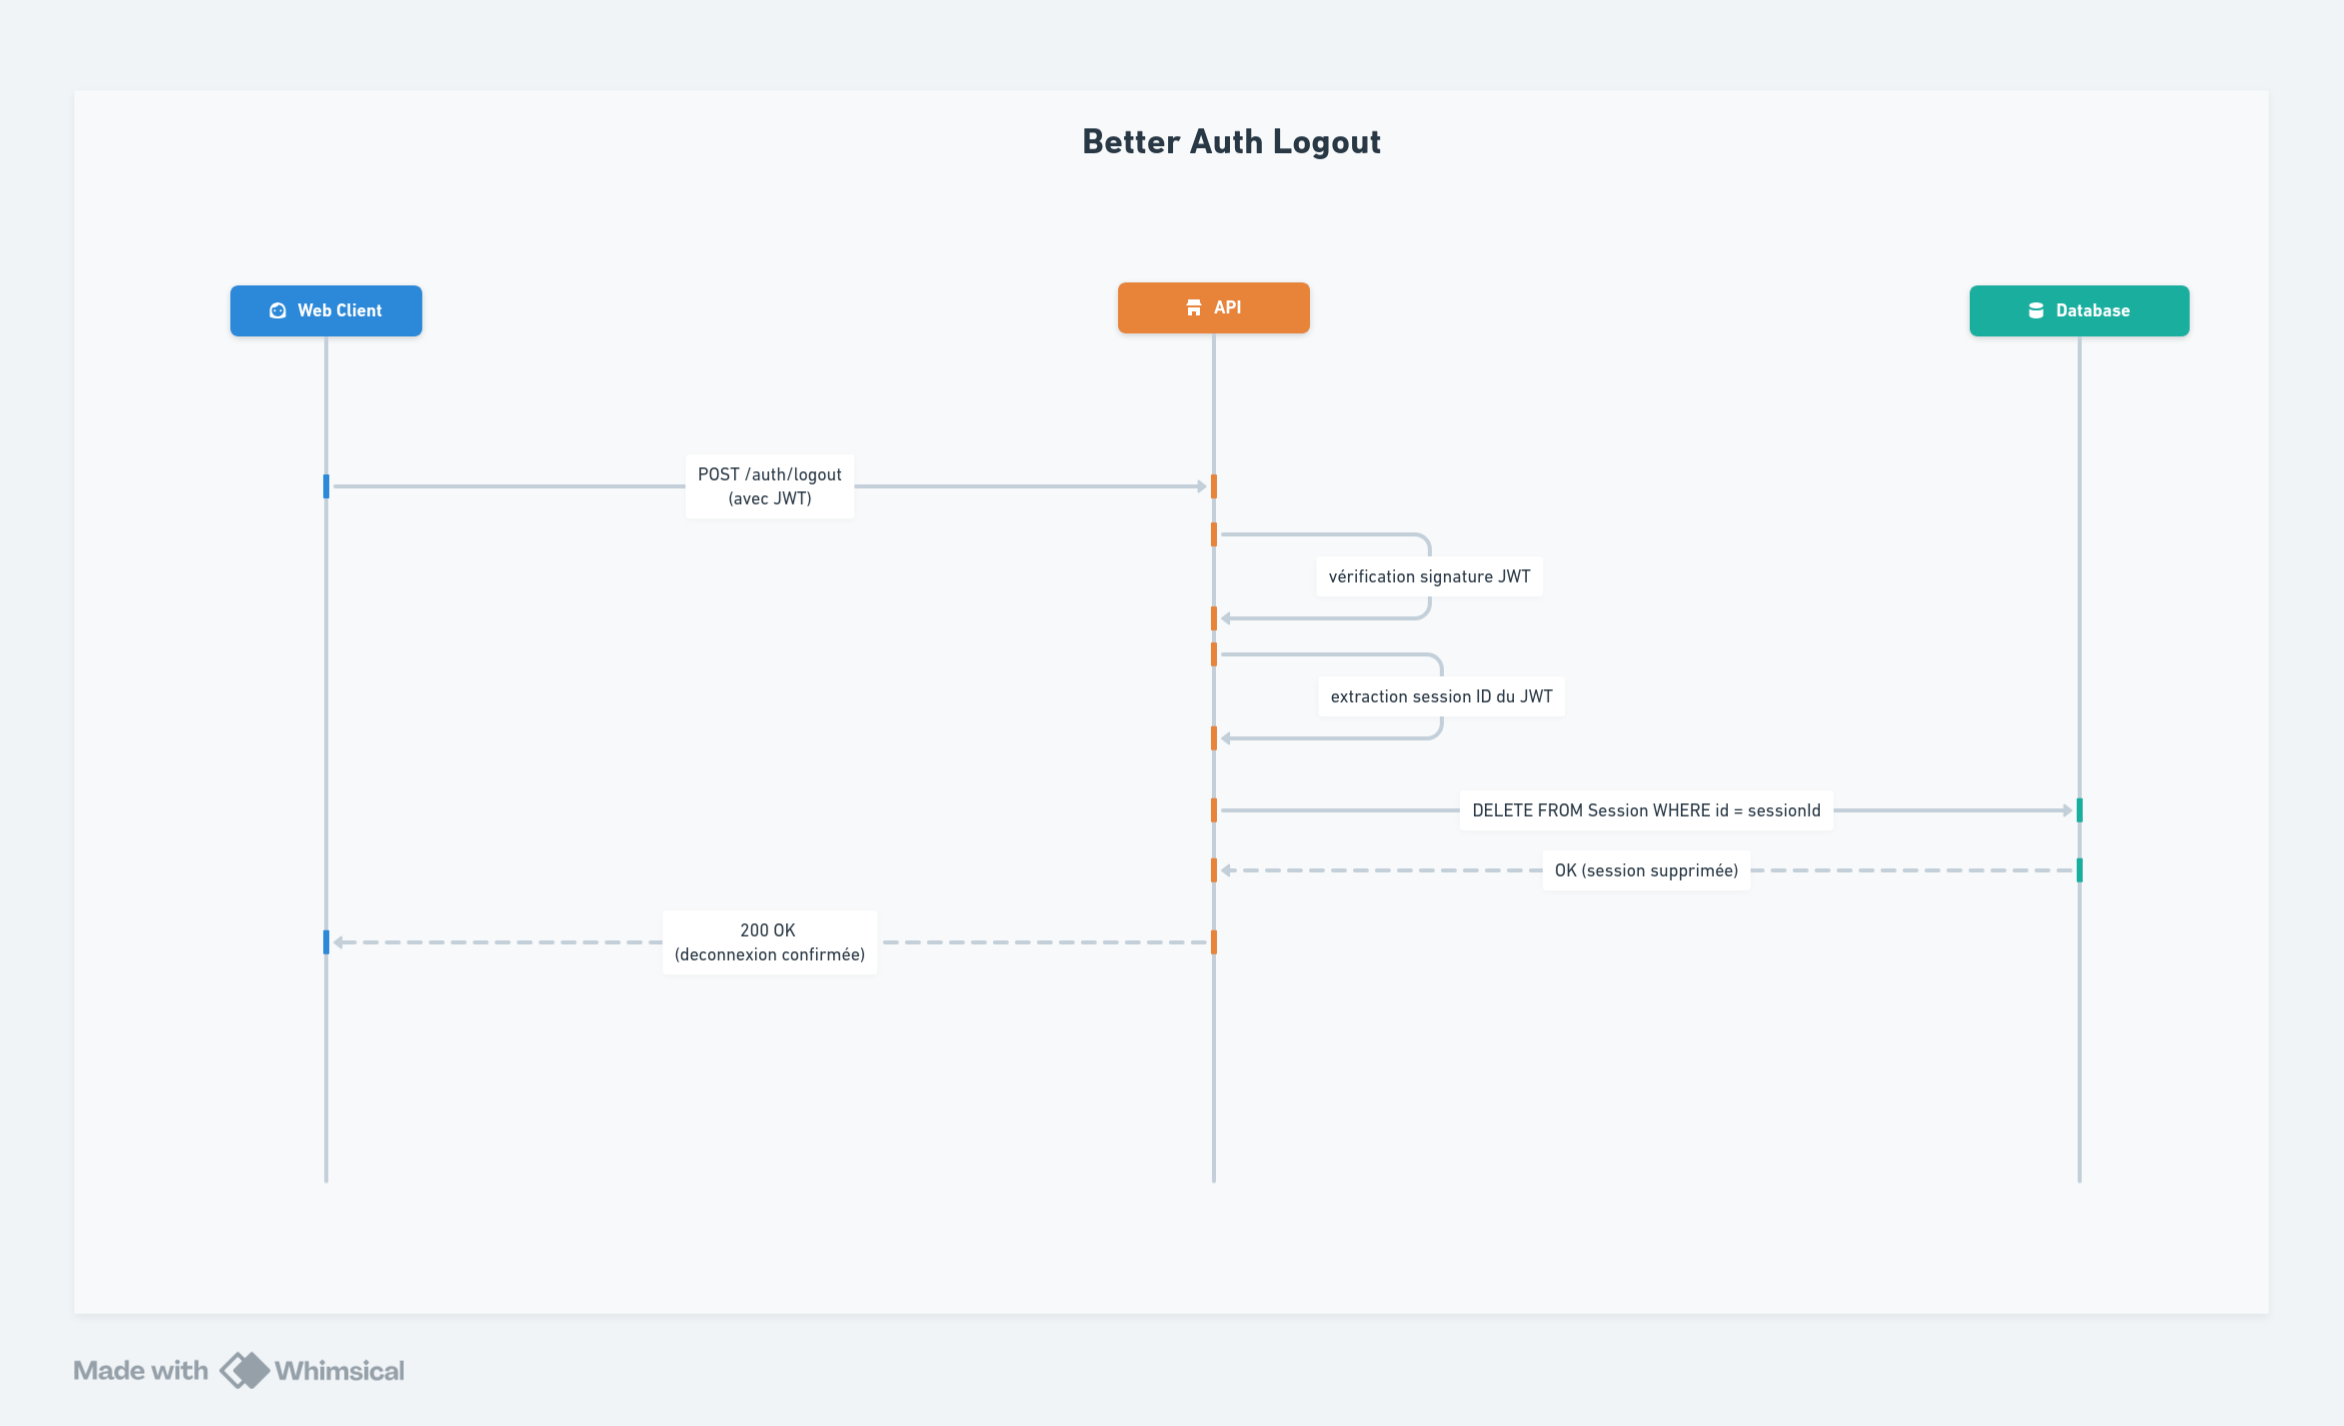 Better Auth Logout
Web Client
API
Database
POST /auth/logout
(avec JWT)
vérification signature JWT
extraction session ID du JWT
DELETE FROM Session WHERE id = sessionId
OK (session supprimée)
200 OK
(deconnexion confirmée)
Made with Whimsical